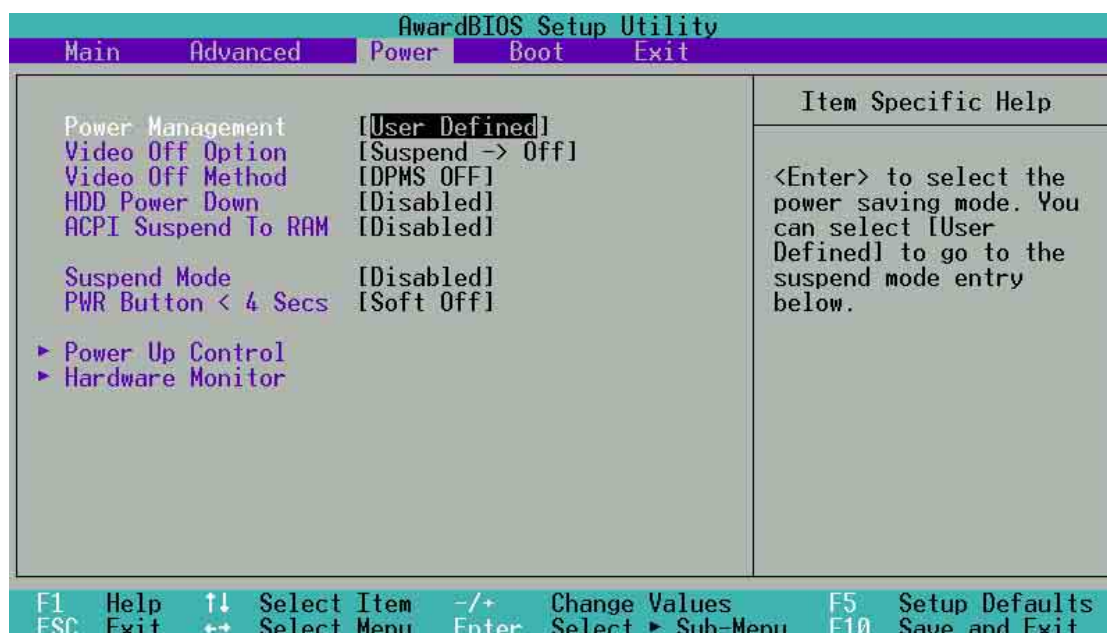 AwardBIOS Setup Utility
Main Advanced Power Boot Exit
Item Specific Help
Power Management [User Defined]
Video Off Option [Suspend -> Off]
Video Off Method [DPMS OFF]
HDD Power Down [Disabled]
ACPI Suspend To RAM [Disabled]
Suspend Mode [Disabled]
PWR Button < 4 Secs [Soft Off]
► Power Up Control
► Hardware Monitor
<Enter> to select the
power saving mode. You
can select [User
Defined] to go to the
suspend mode entry
below.
F1 Help ↑↓ Select Item -/+ Change Values F5 Setup Defaults
ESC Exit ←→ Select Menu Enter Select ► Sub-Menu F10 Save and Exit